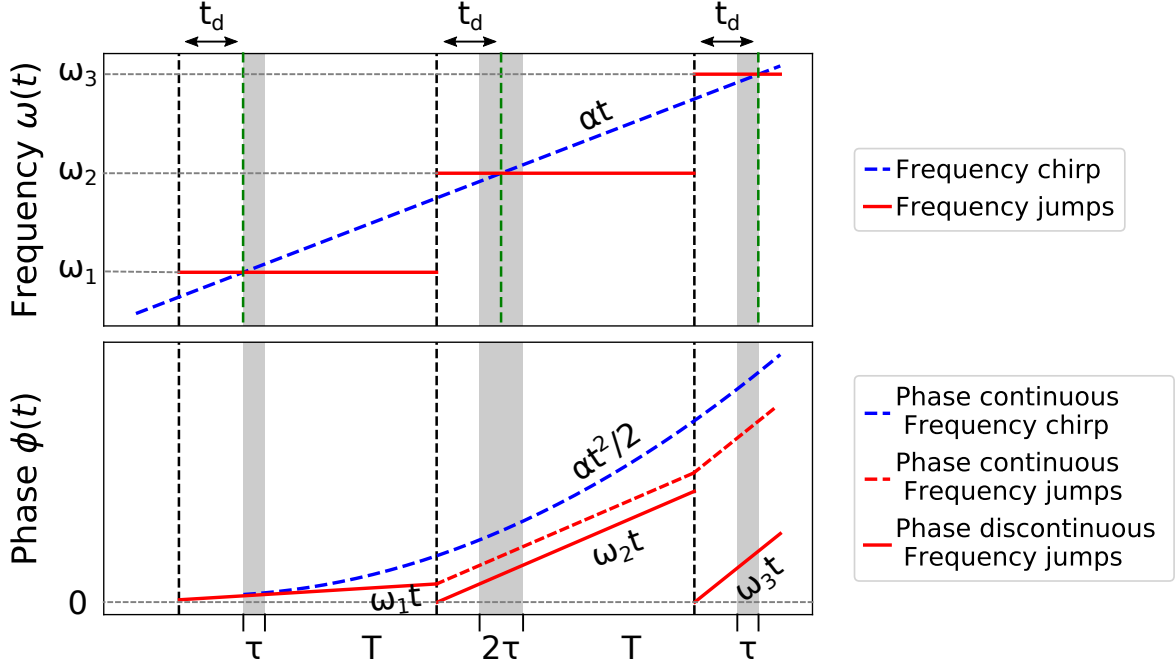 t_d t_d t_d
Frequency ω(t)
ω₃
ω₂
ω₁
αt
Frequency chirp
Frequency jumps
Phase ϕ(t)
0
αt²/2
ω₁t
ω₂t
ω₃t
Phase continuous
Frequency chirp
Phase continuous
Frequency jumps
Phase discontinuous
Frequency jumps
τ T 2τ T τ